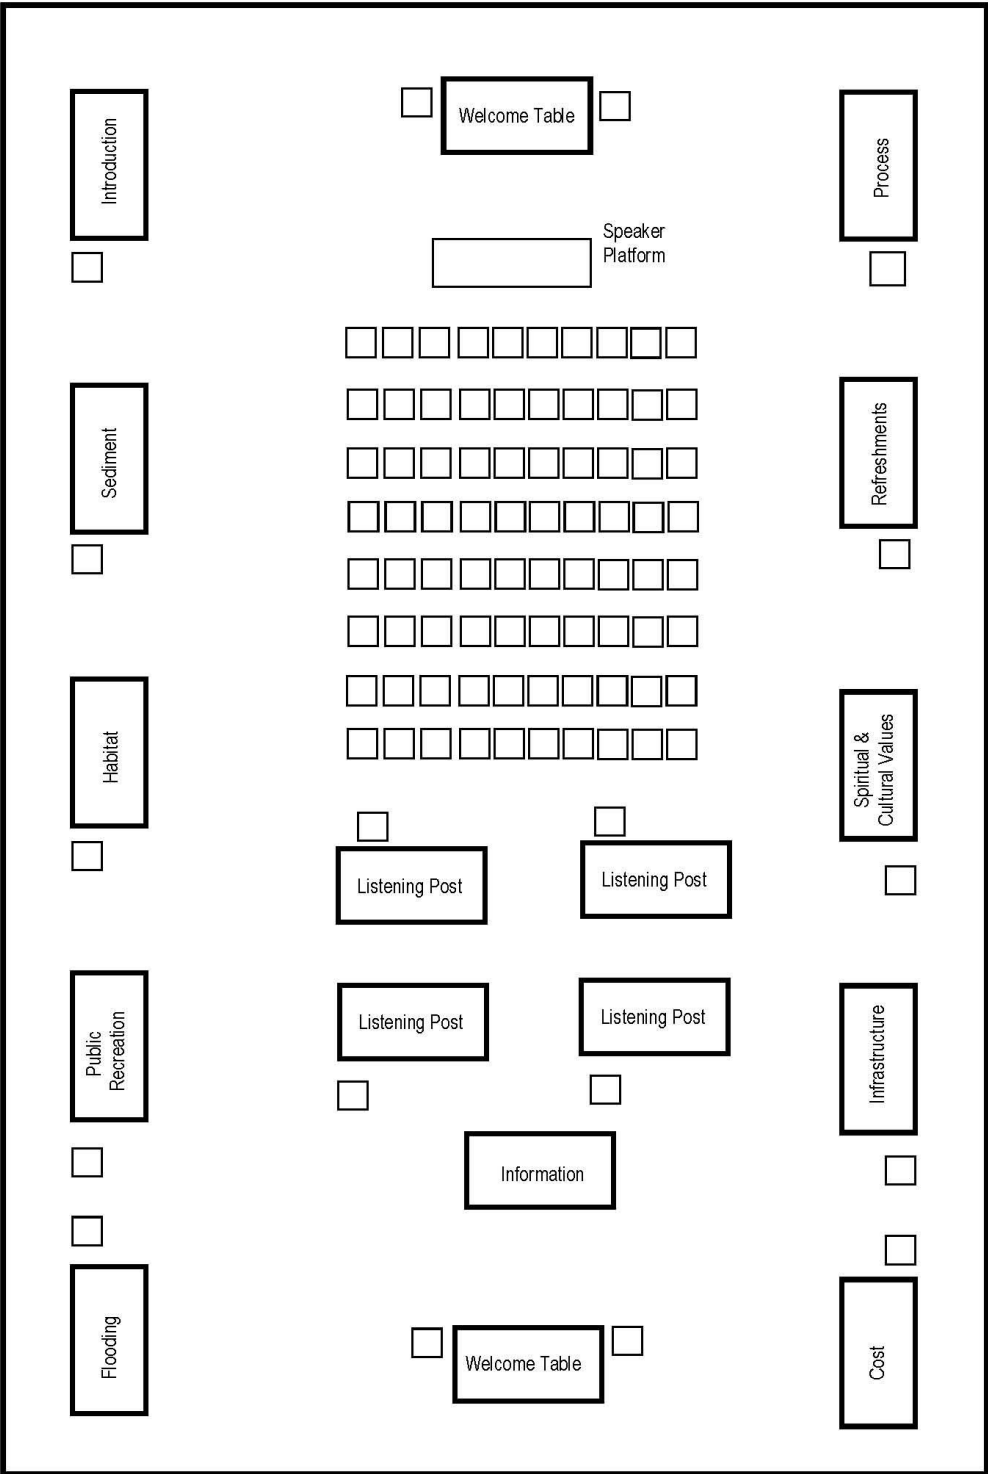 Welcome Table
Introduction
Process
Speaker
Platform
Sediment
Refreshments
Habitat
Spiritual &
Cultural Values
Listening Post
Listening Post
Public
Recreation
Listening Post
Listening Post
Infrastructure
Information
Flooding
Welcome Table
Cost